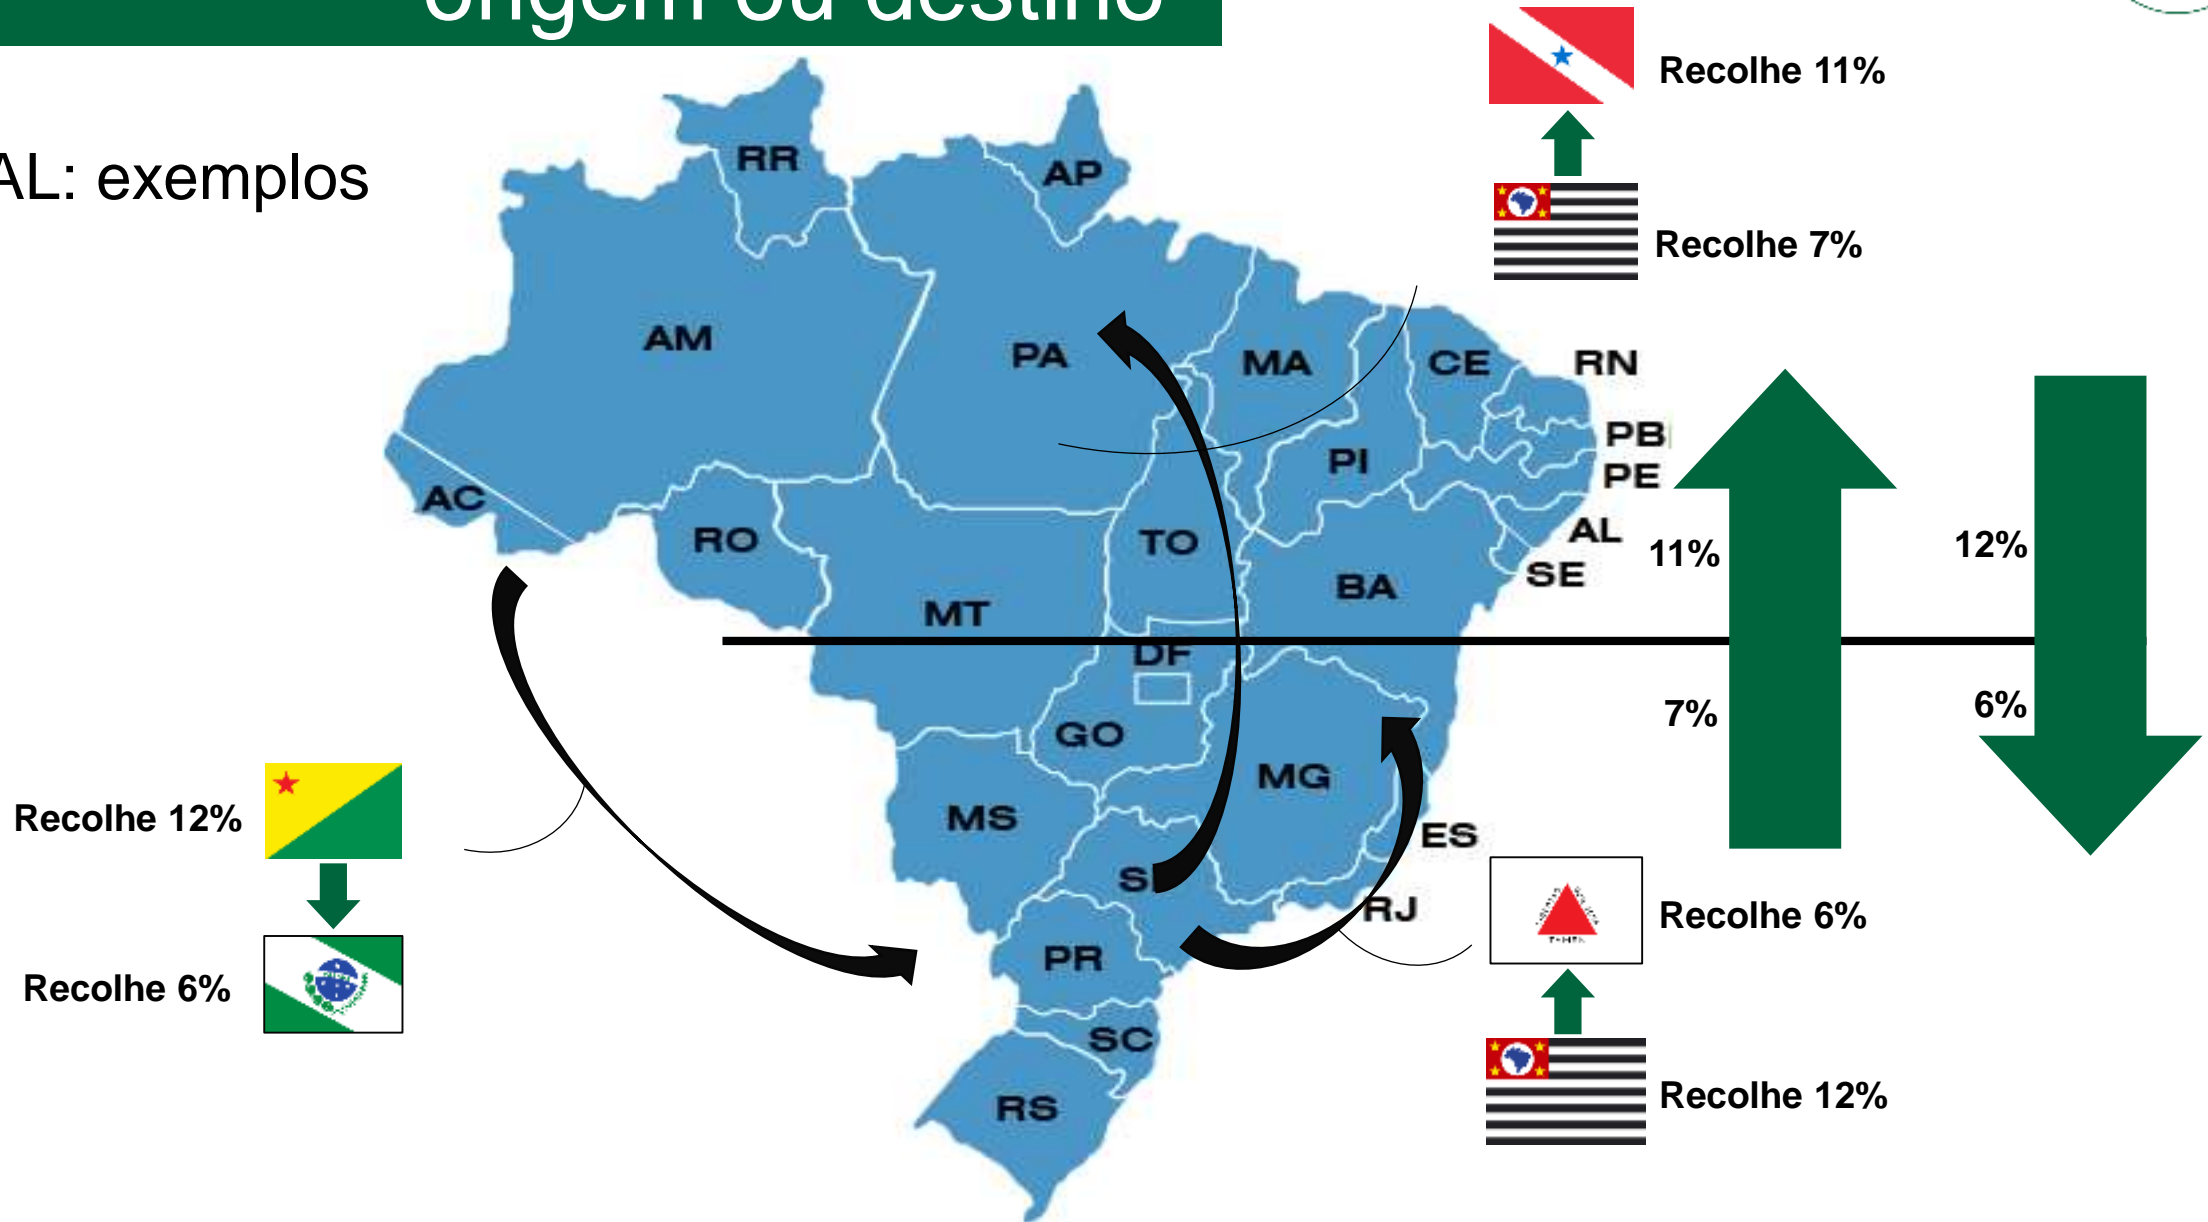 origem ou destino
AL: exemplos
Recolhe 11%
Recolhe 7%
RR
AP
AM
PA
MA
CE
RN
PB
PE
PI
AC
RO
TO
AL
SE
BA
MT
11%
12%
DF
GO
7%
6%
MG
MS
ES
S
RJ
PR
SC
RS
Recolhe 12%
Recolhe 6%
Recolhe 6%
Recolhe 12%